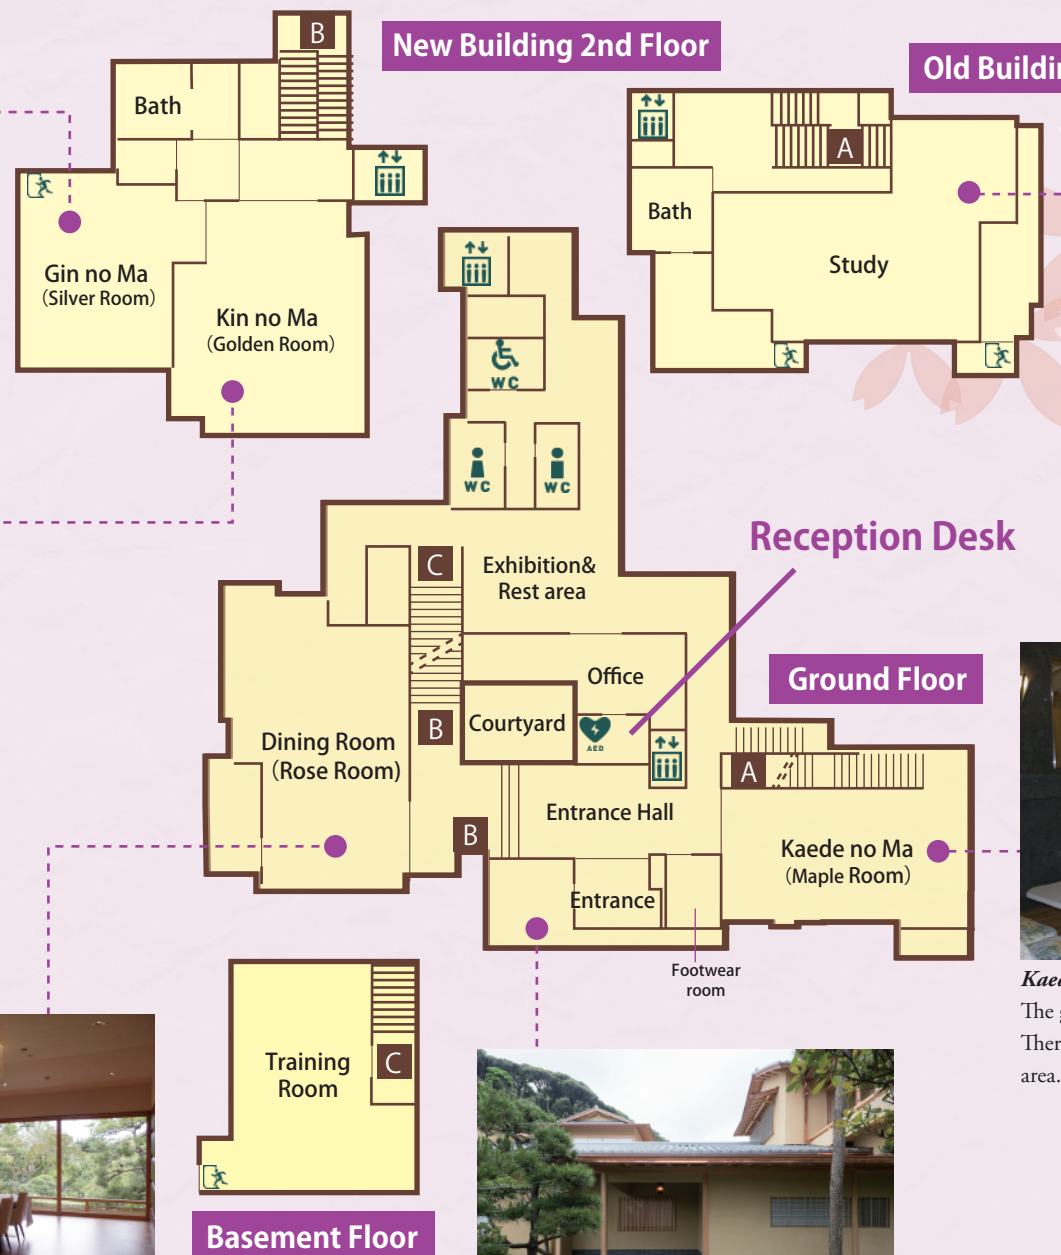 B
New Building 2nd Floor
Old Buildin
Bath
A
Bath
Gin no Ma
(Silver Room)
Kin no Ma
(Golden Room)
Study
WC
WC
WC
Reception Desk
C
Exhibition&
Rest area
Office
Ground Floor
B
Courtyard
AED
Dining Room
(Rose Room)
A
Entrance Hall
B
Kaede no Ma
(Maple Room)
Entrance
Footwear
room
Training
Room
C
Basement Floor
Kaed
The g
Ther
area.